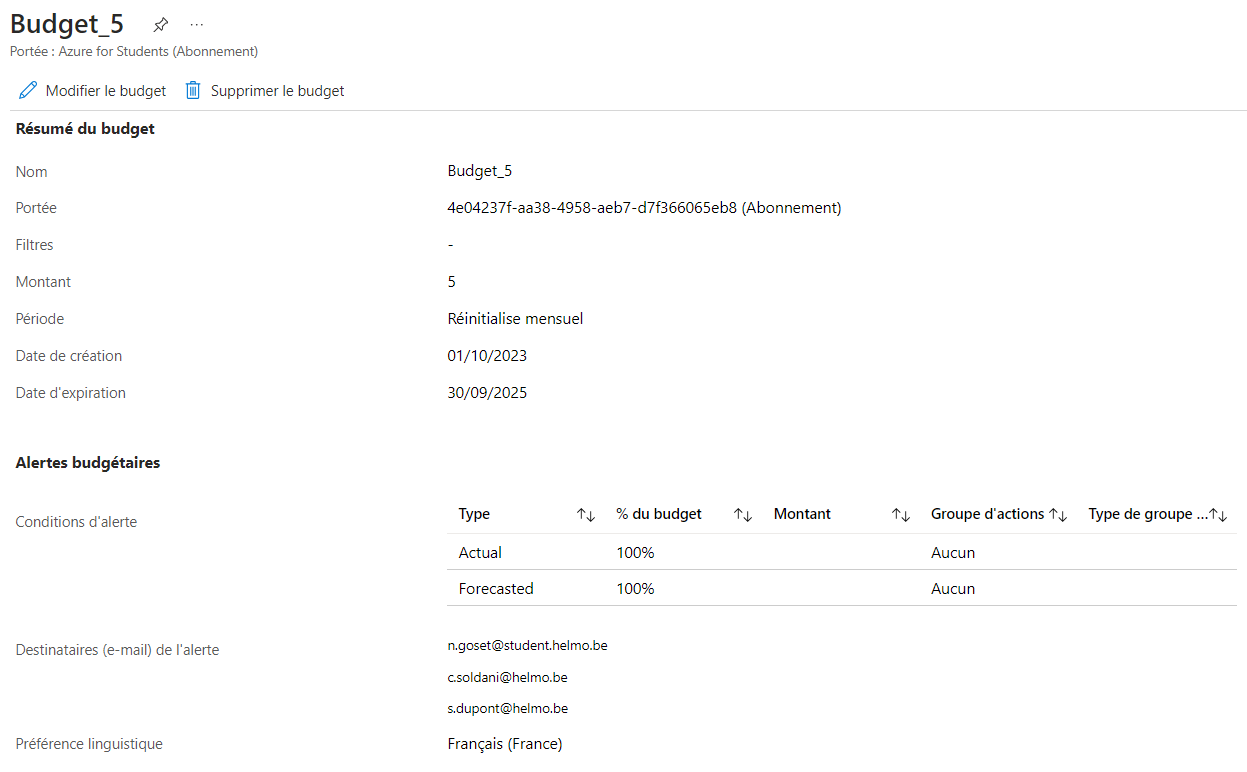 Budget_5 ...
Portée : Azure for Students (Abonnement)
Modifier le budget Supprimer le budget
Résumé du budget
Nom Budget_5
Portée 4e04237f-aa38-4958-aeb7-d7f366065eb8 (Abonnement)
Filtres -
Montant 5
Période Réinitialise mensuel
Date de création 01/10/2023
Date d'expiration 30/09/2025
Alertes budgétaires
Conditions d'alerte
Type ↑↓ % du budget ↑↓ Montant ↑↓ Groupe d'actions ↑↓ Type de groupe ...↑↓
Actual 100% Aucun
Forecasted 100% Aucun
Destinataires (e-mail) de l'alerte
n.goset@student.helmo.be
c.soldani@helmo.be
s.dupont@helmo.be
Préférence linguistique Français (France)